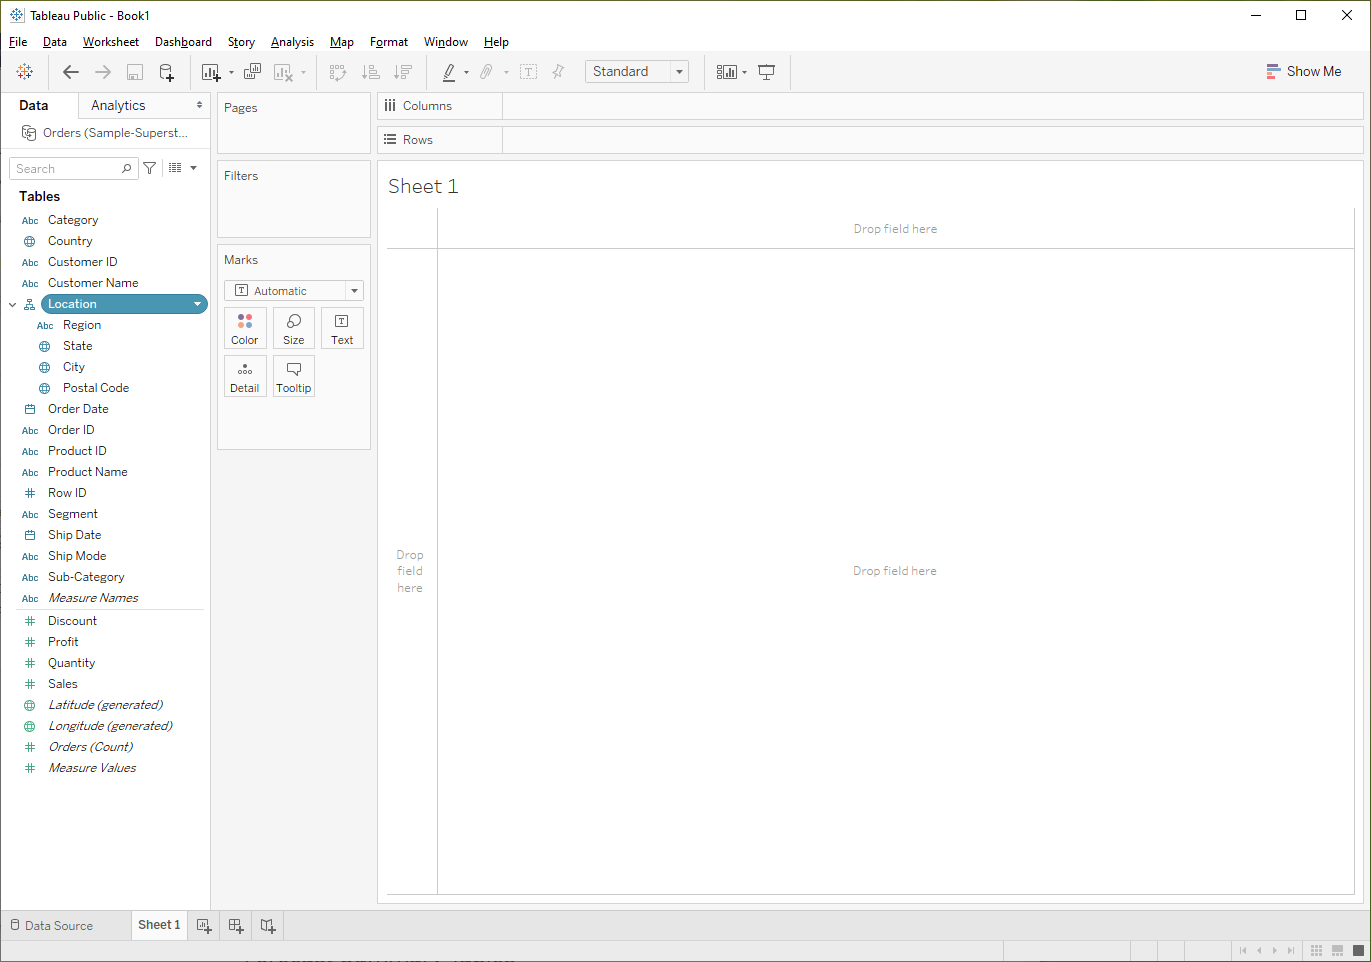 Tableau Public - Book1
File Data Worksheet Dashboard Story Analysis Map Format Window Help
Standard
Show Me
Data Analytics
Orders (Sample-Superst...
Search
Tables
Abc Category
Country
Abc Customer ID
Abc Customer Name
Location
Abc Region
State
City
Postal Code
Order Date
Abc Order ID
Abc Product ID
Abc Product Name
Row ID
Abc Segment
Ship Date
Abc Ship Mode
Abc Sub-Category
Abc Measure Names
Discount
Profit
Quantity
Sales
Latitude (generated)
Longitude (generated)
Orders (Count)
Measure Values
Pages
Filters
Marks
T Automatic
Color Size T Text
Detail Tooltip
Columns
Rows
Sheet 1
Drop field here
Drop
field
here
Drop field here
Data Source Sheet 1